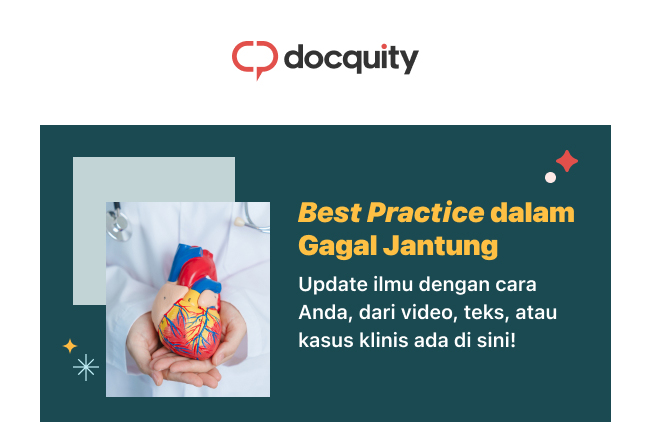 docquity
Best Practice dalam
Gagal Jantung
Update ilmu dengan cara
Anda, dari video, teks, atau
kasus klinis ada di sini!